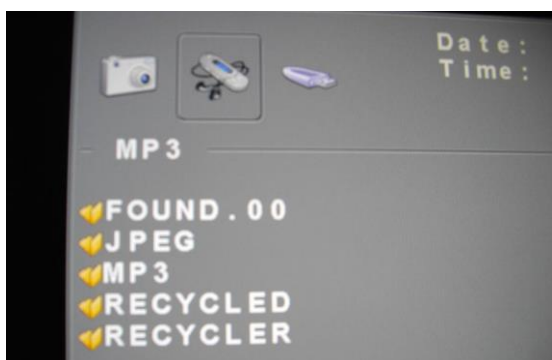 Date:
Time:
MP3
FOUND.00
JPEG
MP3
RECYCLED
RECYCLER